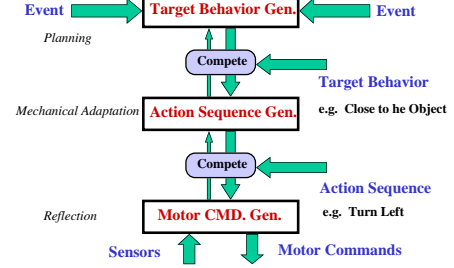 Event
Target Behavior Gen.
Event
Planning
Compete
Target Behavior
Mechanical Adaptation
Action Sequence Gen.
e.g. Close to he Object
Compete
Action Sequence
Reflection
Motor CMD. Gen.
e.g. Turn Left
Sensors
Motor Commands